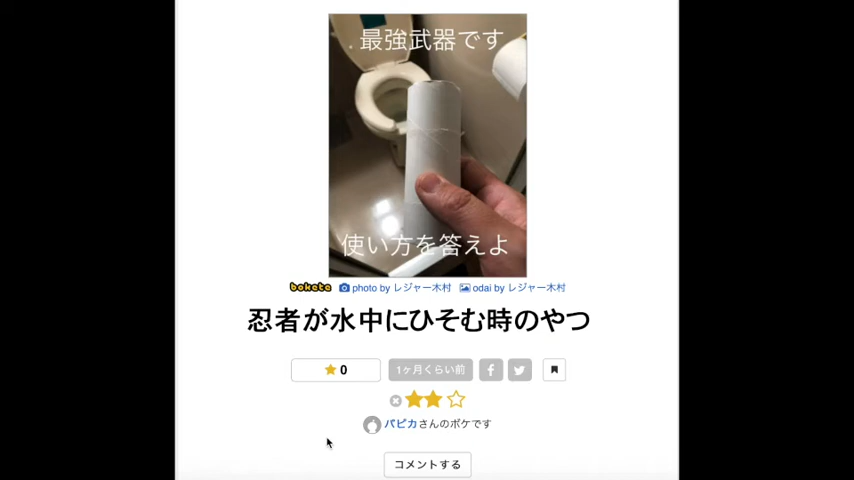 最強武器です
使い方を答えよ
bokete photo by レジャー木村 odai by レジャー木村
忍者が水中にひそむ時のやつ
0 1ヶ月くらい前
パピカさんのボケです
コメントする